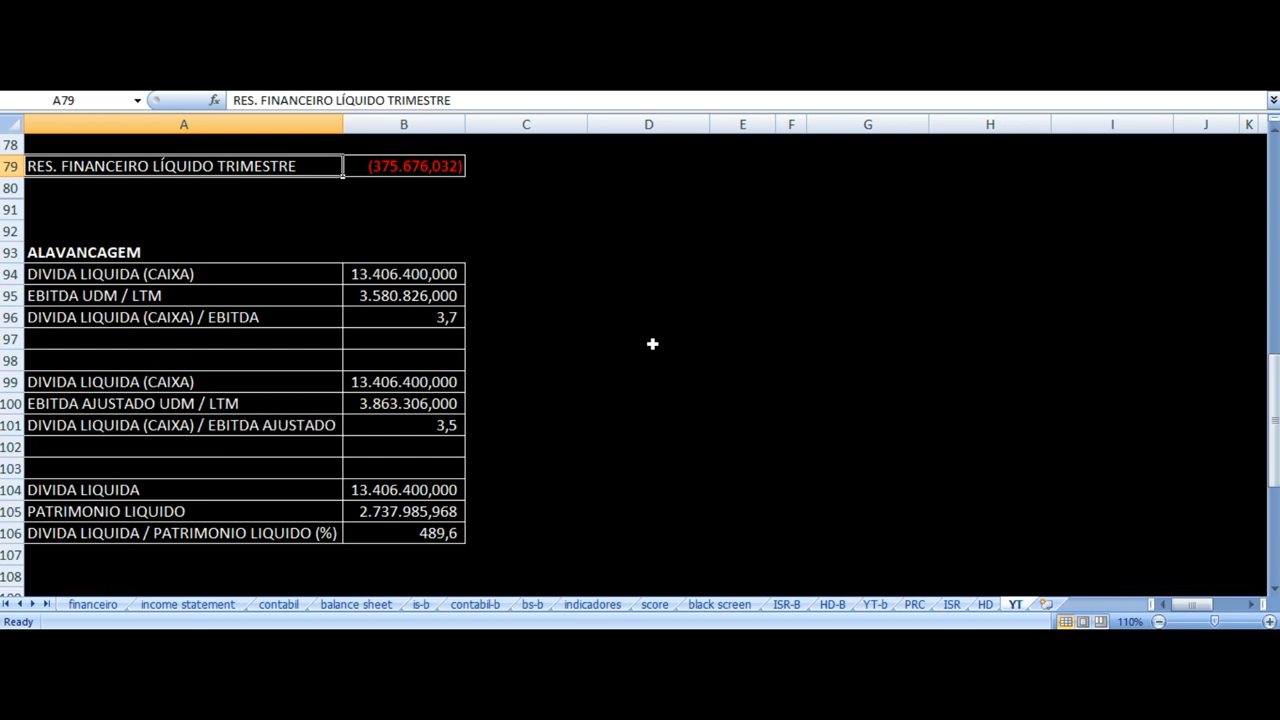 A79 fx RES. FINANCEIRO LÍQUIDO TRIMESTRE
A B C D E F G H I J K
78
79 RES. FINANCEIRO LÍQUIDO TRIMESTRE (375.676,032)
80
91
92
93 ALAVANCAGEM
94 DIVIDA LIQUIDA (CAIXA) 13.406.400,000
95 EBITDA UDM / LTM 3.580.826,000
96 DIVIDA LIQUIDA (CAIXA) / EBITDA 3,7
97
98
99 DIVIDA LIQUIDA (CAIXA) 13.406.400,000
100 EBITDA AJUSTADO UDM / LTM 3.863.306,000
101 DIVIDA LIQUIDA (CAIXA) / EBITDA AJUSTADO 3,5
102
103
104 DIVIDA LIQUIDA 13.406.400,000
105 PATRIMONIO LIQUIDO 2.737.985,968
106 DIVIDA LIQUIDA / PATRIMONIO LIQUIDO (%) 489,6
107
108
financeiro income statement contabil balance sheet is-b contabil-b bs-b indicadores score black screen ISR-B HD-B YT-b PRC ISR HD YT
Ready 110%